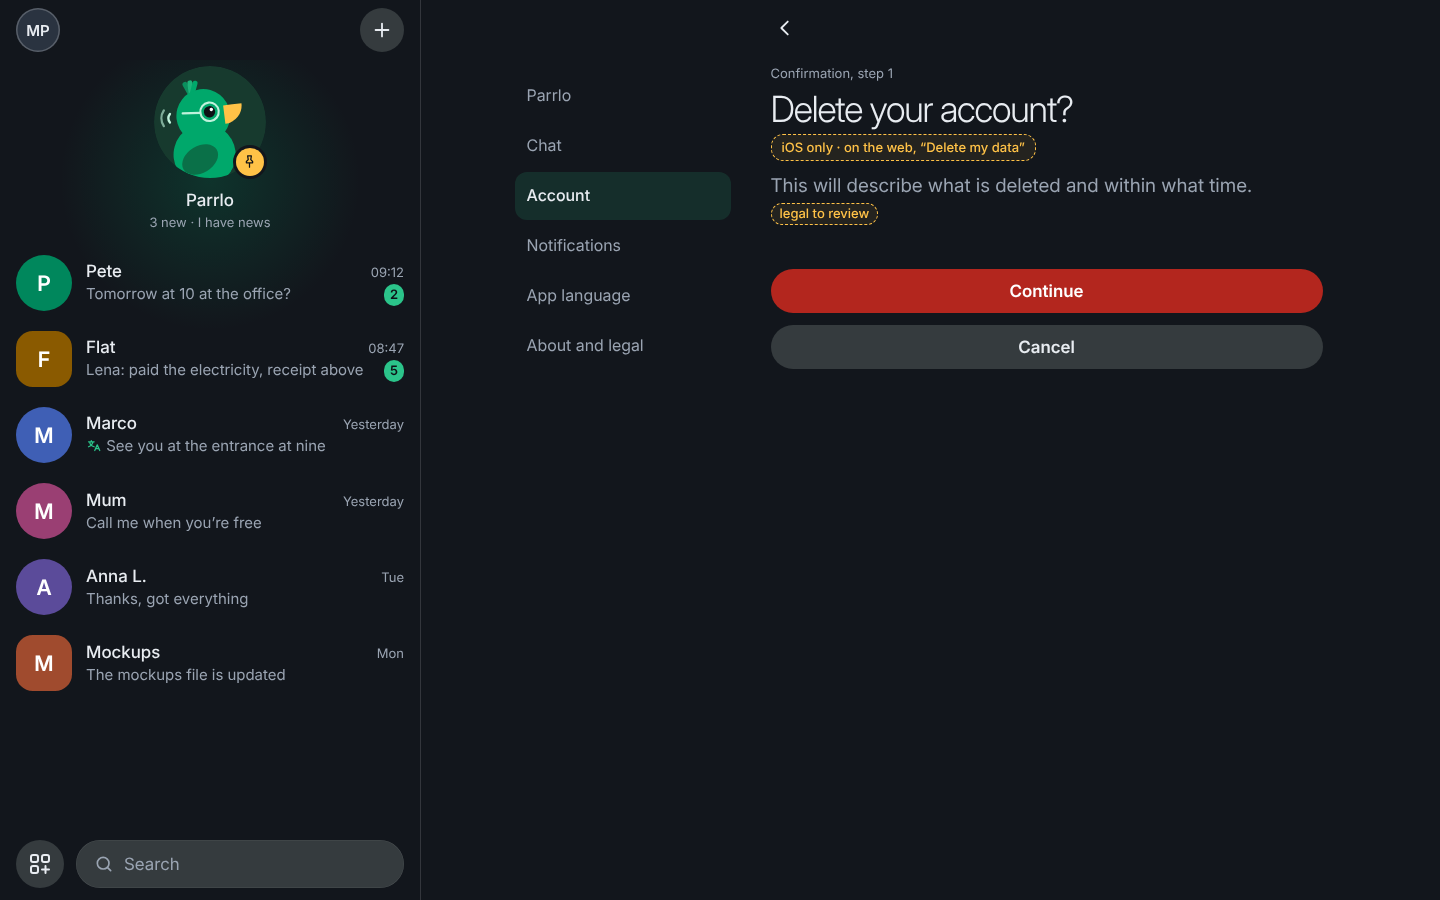 MP
Parrlo
3 new · I have news
P
Pete
09:12
Tomorrow at 10 at the office?
2
F
Flat
08:47
Lena: paid the electricity, receipt above
5
M
Marco
Yesterday
See you at the entrance at nine
M
Mum
Yesterday
Call me when you’re free
A
Anna L.
Tue
Thanks, got everything
M
Mockups
Mon
The mockups file is updated
Search
Parrlo
Chat
Account
Notifications
App language
About and legal
Confirmation, step 1
Delete your account?
iOS only · on the web, “Delete my data”
This will describe what is deleted and within what time.
legal to review
Continue
Cancel